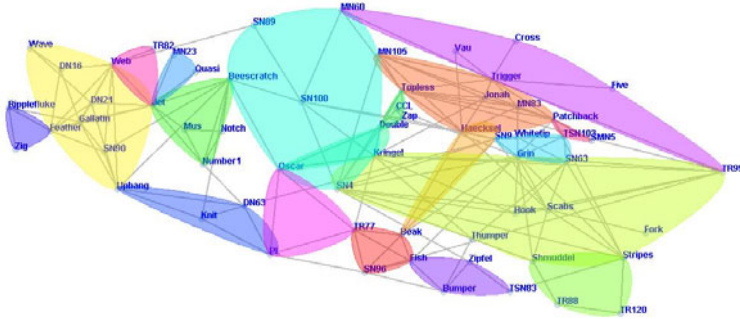 MN60
SN89
Cross
Wave
TR82
Vau
DN16
Web
MN23
MN105
Quasi
Trigger
Beescratch
Topless
Five
Jonah
DN21
SN100
MN83
Ripplefluke
Jet
CCL
Zap
Patchback
Gallatin
Feather
Mus
Notch
Double
Haecksel
SN9
Whitetip
TSN103
SMN5
Zig
SN90
Number1
Kringel
Grin
SN63
Oscar
TR99
Upbang
SN4
DN63
Knit
Hook
Scabs
TR77
Beak
Thumper
Fork
PL
Fish
Zipfel
Shmuddel
Stripes
SN96
Bumper
TSN83
TR88
TR120